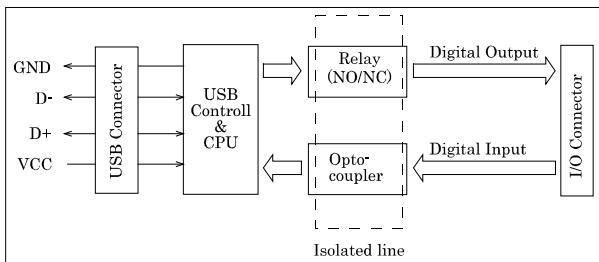 GND
D-
D+
VCC
USB Connector
USB
Controll
&
CPU
Relay
(NO/NC)
Opto-
coupler
Isolated line
Digital Output
Digital Input
I/O Connector